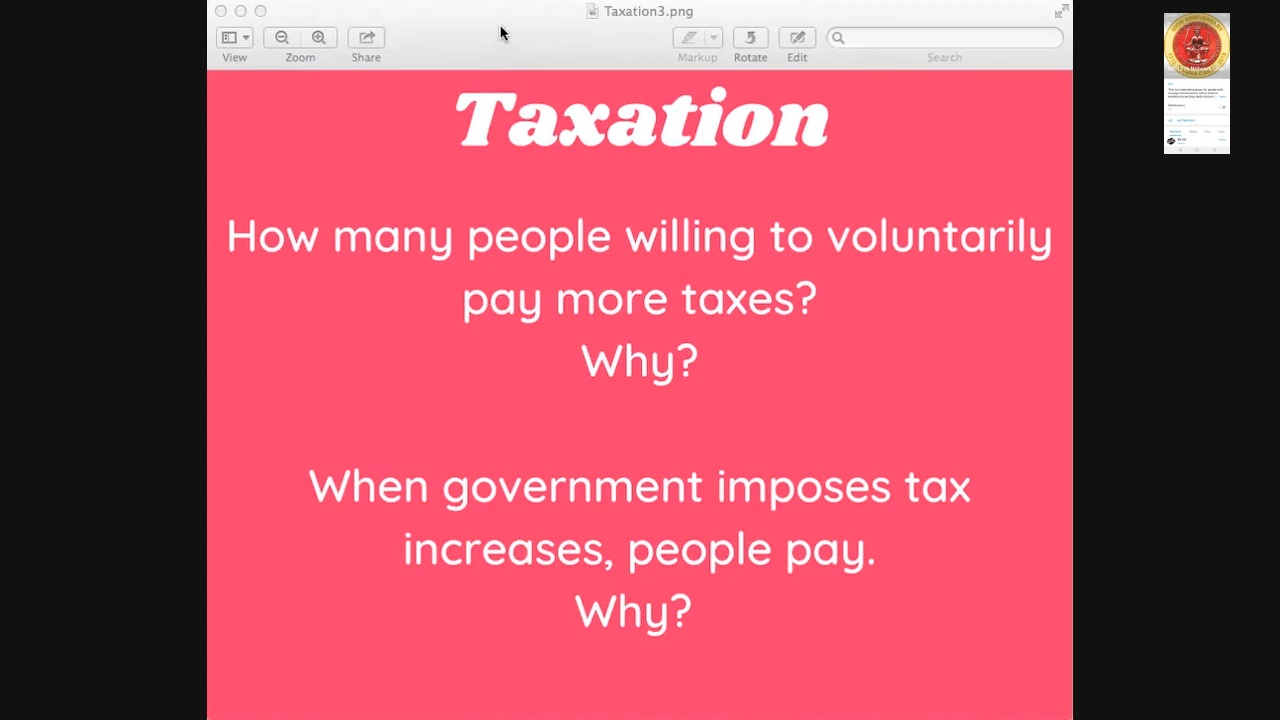 Taxation3.png
View
Zoom
Share
Markup
Rotate
Edit
Search
Taxation
How many people willing to voluntarily
pay more taxes?
Why?
When government imposes tax
increases, people pay.
Why?